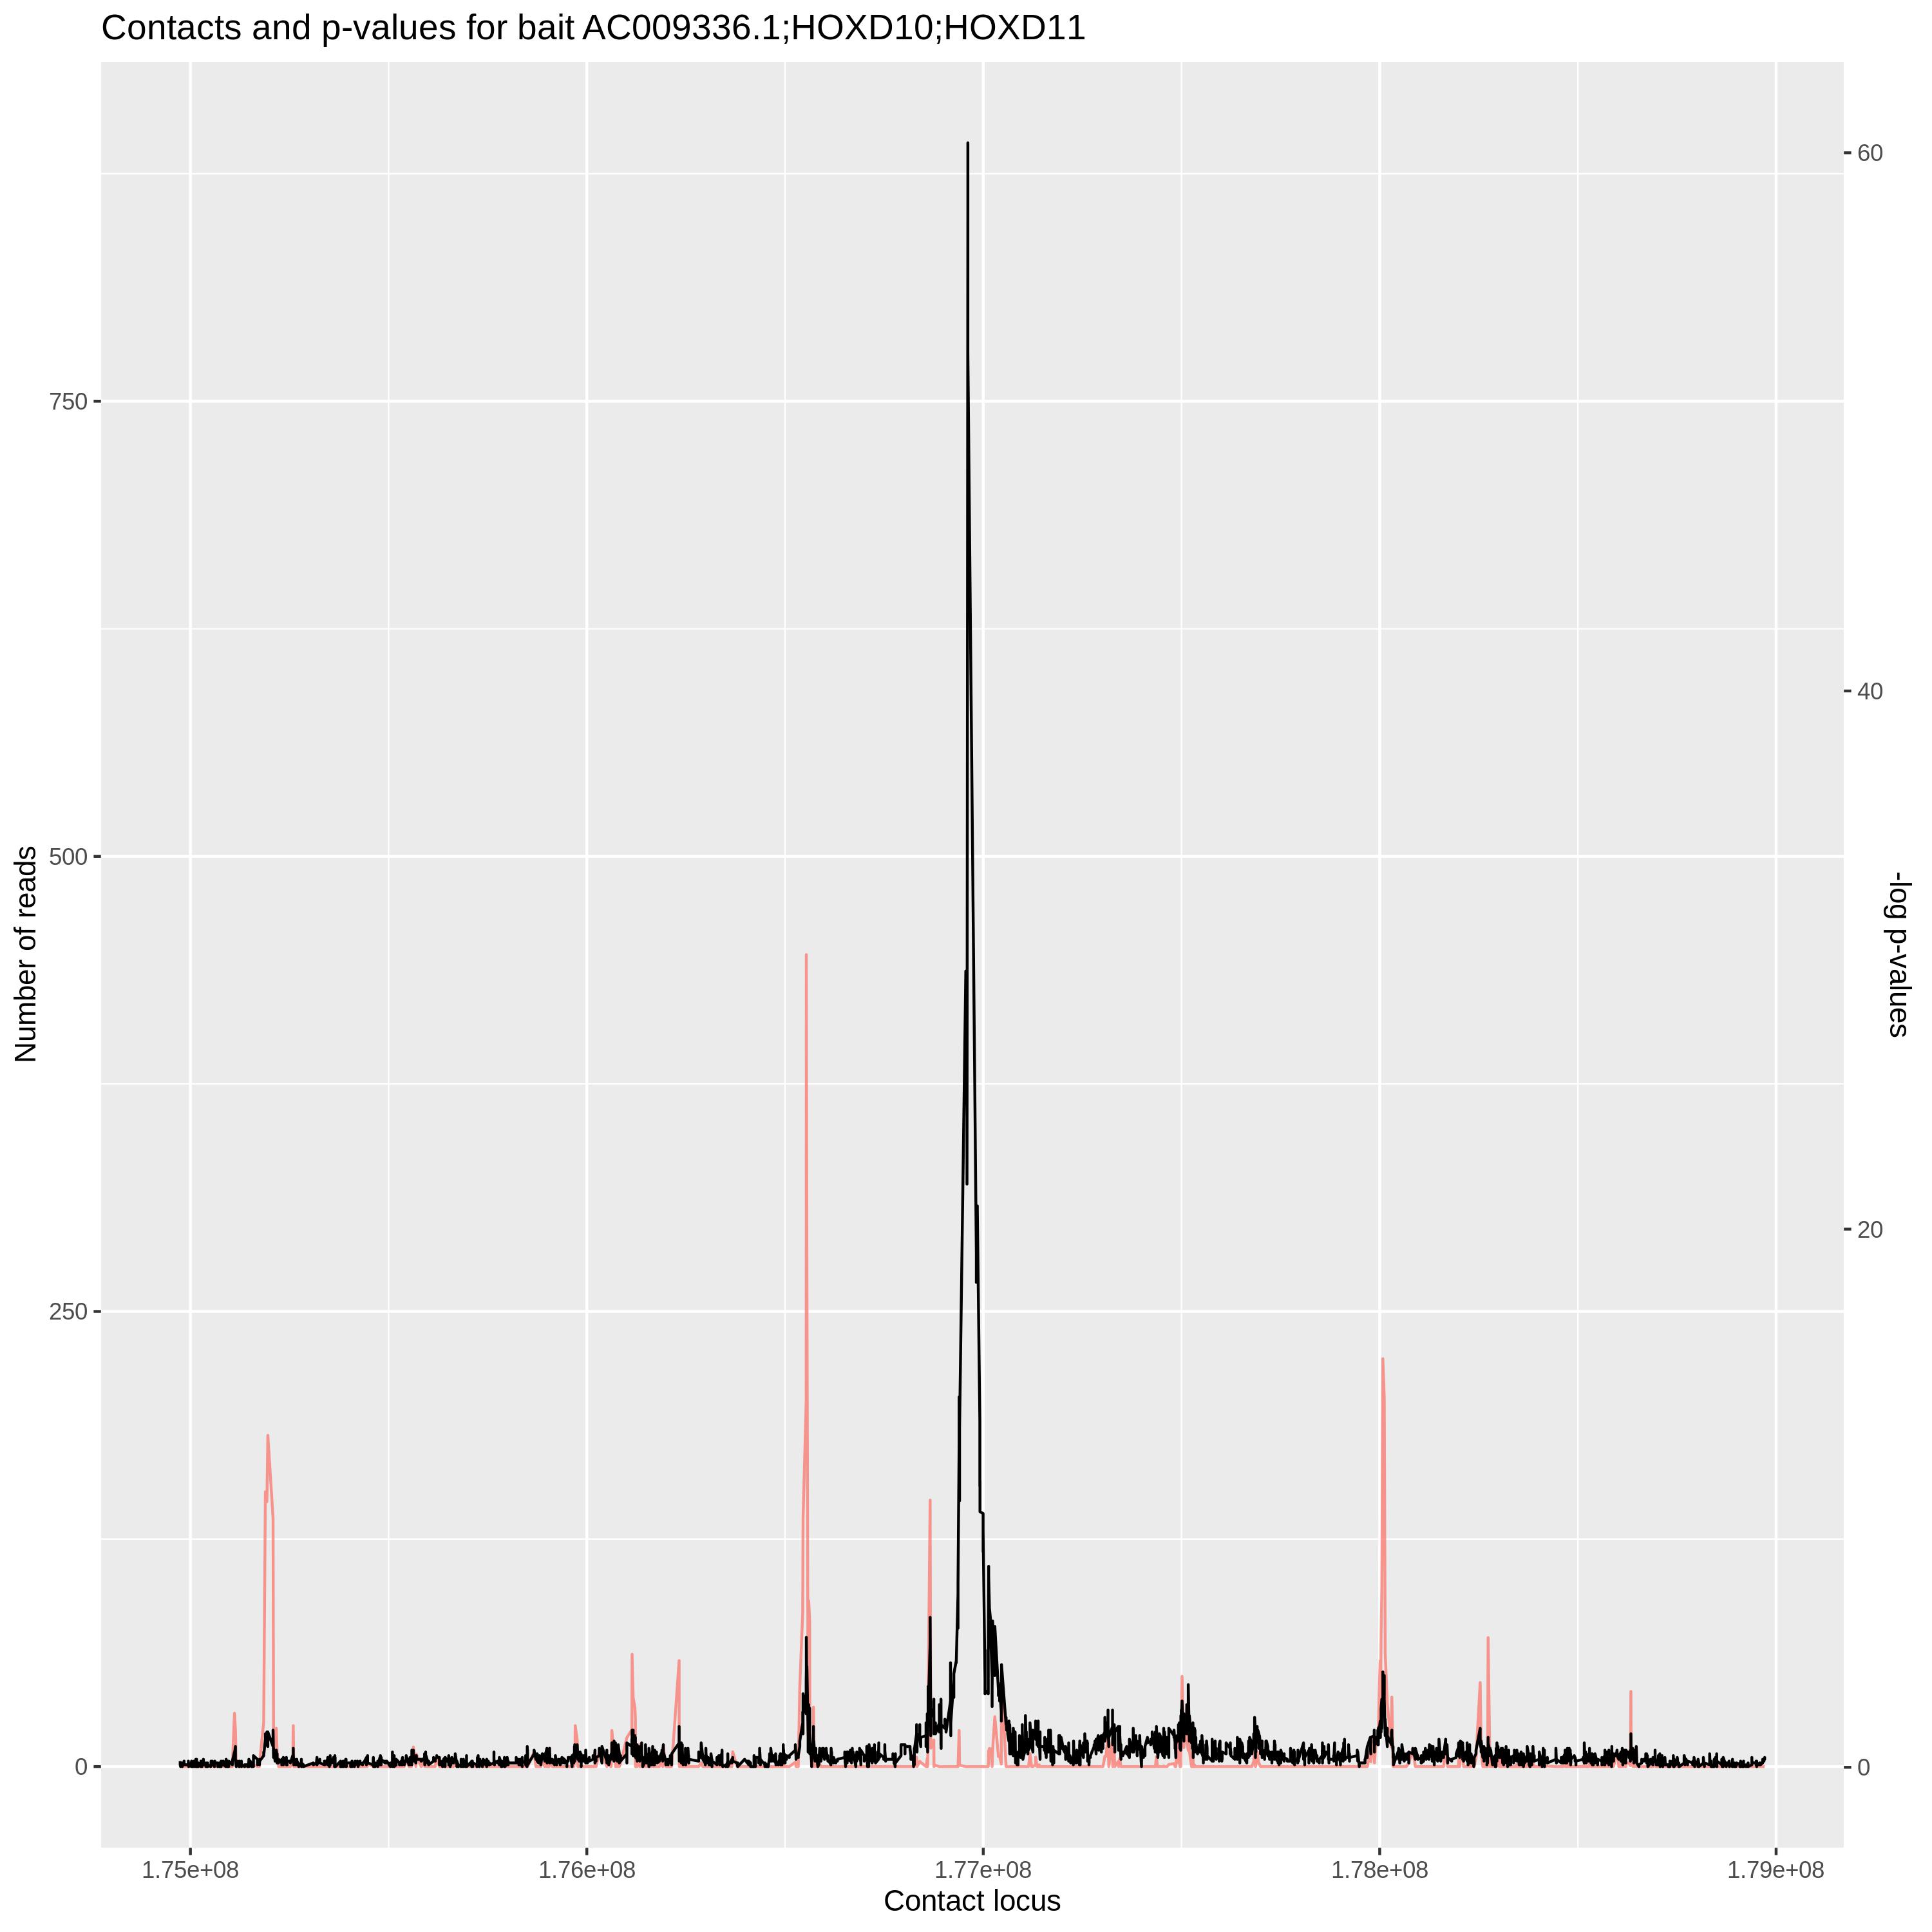 Contacts and p-values for bait AC009336.1;HOXD10;HOXD11
Number of reads
750
500
250
0
60
40
20
0
-log p-values
1.75e+08
1.76e+08
1.77e+08
1.78e+08
1.79e+08
Contact locus